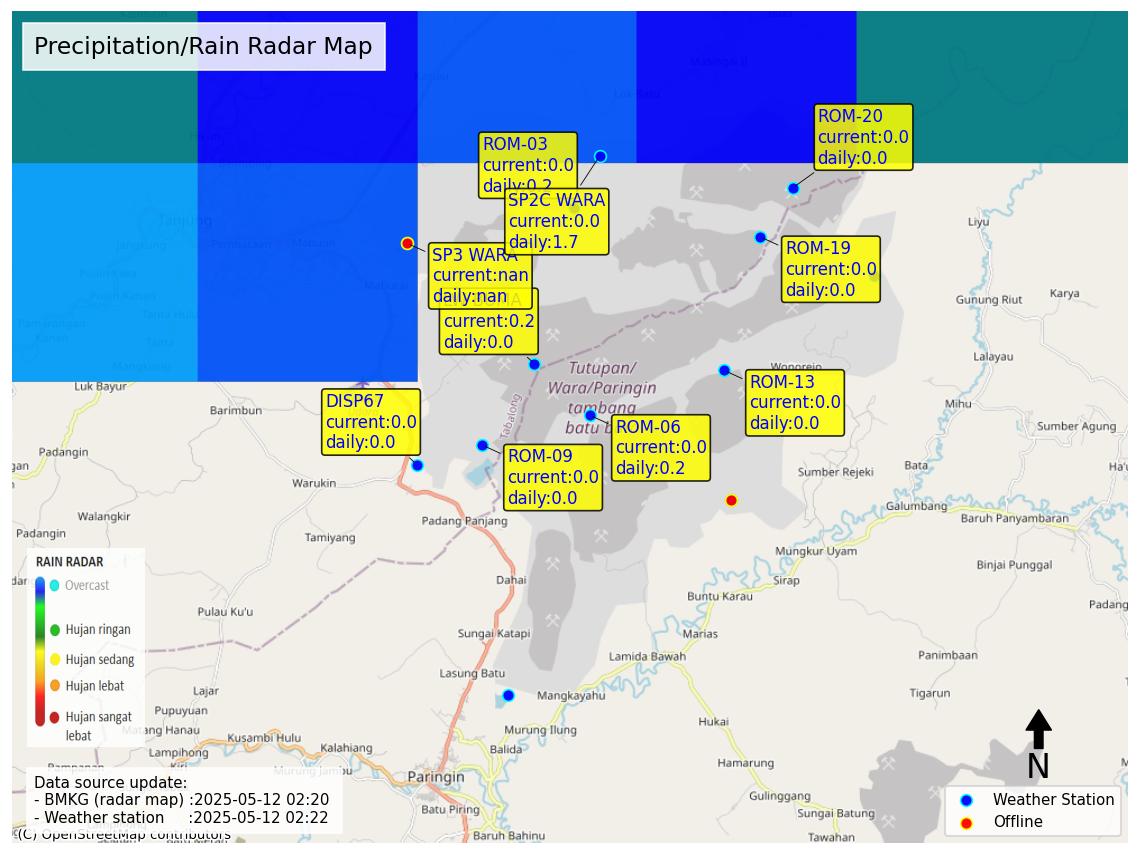 Precipitation/Rain Radar Map
ROM-20
current:0.0
daily:0.0
ROM-03
current:0.0
daily:0.2
SP2C WARA
current:0.0
daily:1.7
Tanjung
Liyu
ROM-19
current:0.0
daily:0.0
SP3 WARA
current:nan
daily:nan
current:0.2
daily:0.0
Gunung Riut
Karya
Lalayau
Tutupan/
Wara/Paringin
tambang
batu
Wonorejo
ROM-13
current:0.0
daily:0.0
Luk Bayur
Barimbun
DISP67
current:0.0
daily:0.0
Tabalong
Mihu
ROM-06
current:0.0
daily:0.2
Sumber Agung
Padangin
ROM-09
current:0.0
daily:0.0
Bata
Sumber Rejeki
Warukin
Galumbang
Walangkir
Padang Panjang
Baruh Panyambaran
Padangin
Tamiyang
Mungkur Uyam
Binjai Punggal
RAIN RADAR
Overcast
Hujan ringan
Hujan sedang
Hujan lebat
Hujan sangat
lebat
Dahai
Sirap
Buntu Karau
Padang
Pulau Ku'u
Sungai Katapi
Marias
Lamida Bawah
Panimbaan
Lasung Batu
Lajar
Mangkayahu
Tigarun
Pupuyuan
Matang Hanau
Murung Ilung
Hukai
Kusambi Hulu
Kalahiang
Lampihong
Balida
Hamarung
N
Murung Jambu
Paringin
Data source update:
- BMKG (radar map) :2025-05-12 02:20
- Weather station :2025-05-12 02:22
Gulinggang
Batu Piring
Sungai Batung
Weather Station
Offline
Baruh Bahinu
Tawahan
(C) OpenStreetMap contributors